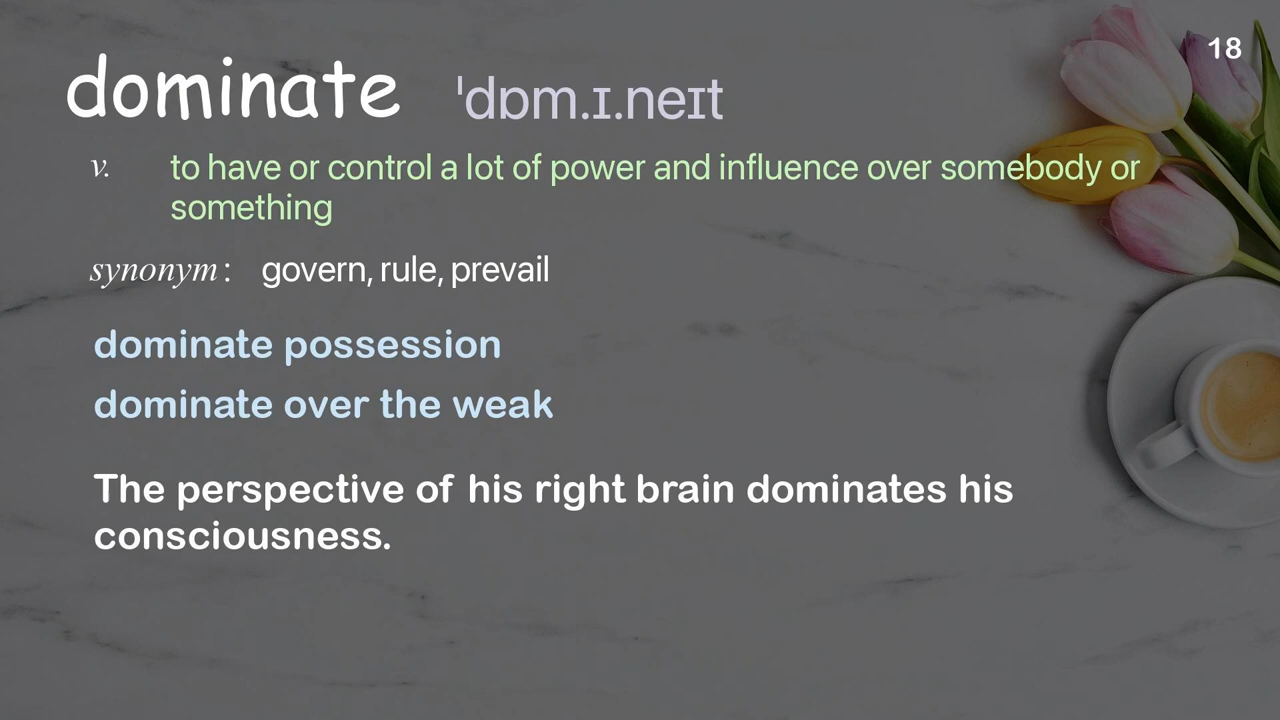 18
dominate ˈdɒm.ɪ.neɪt
v. to have or control a lot of power and influence over somebody or
something
synonym: govern, rule, prevail
dominate possession
dominate over the weak
The perspective of his right brain dominates his
consciousness.